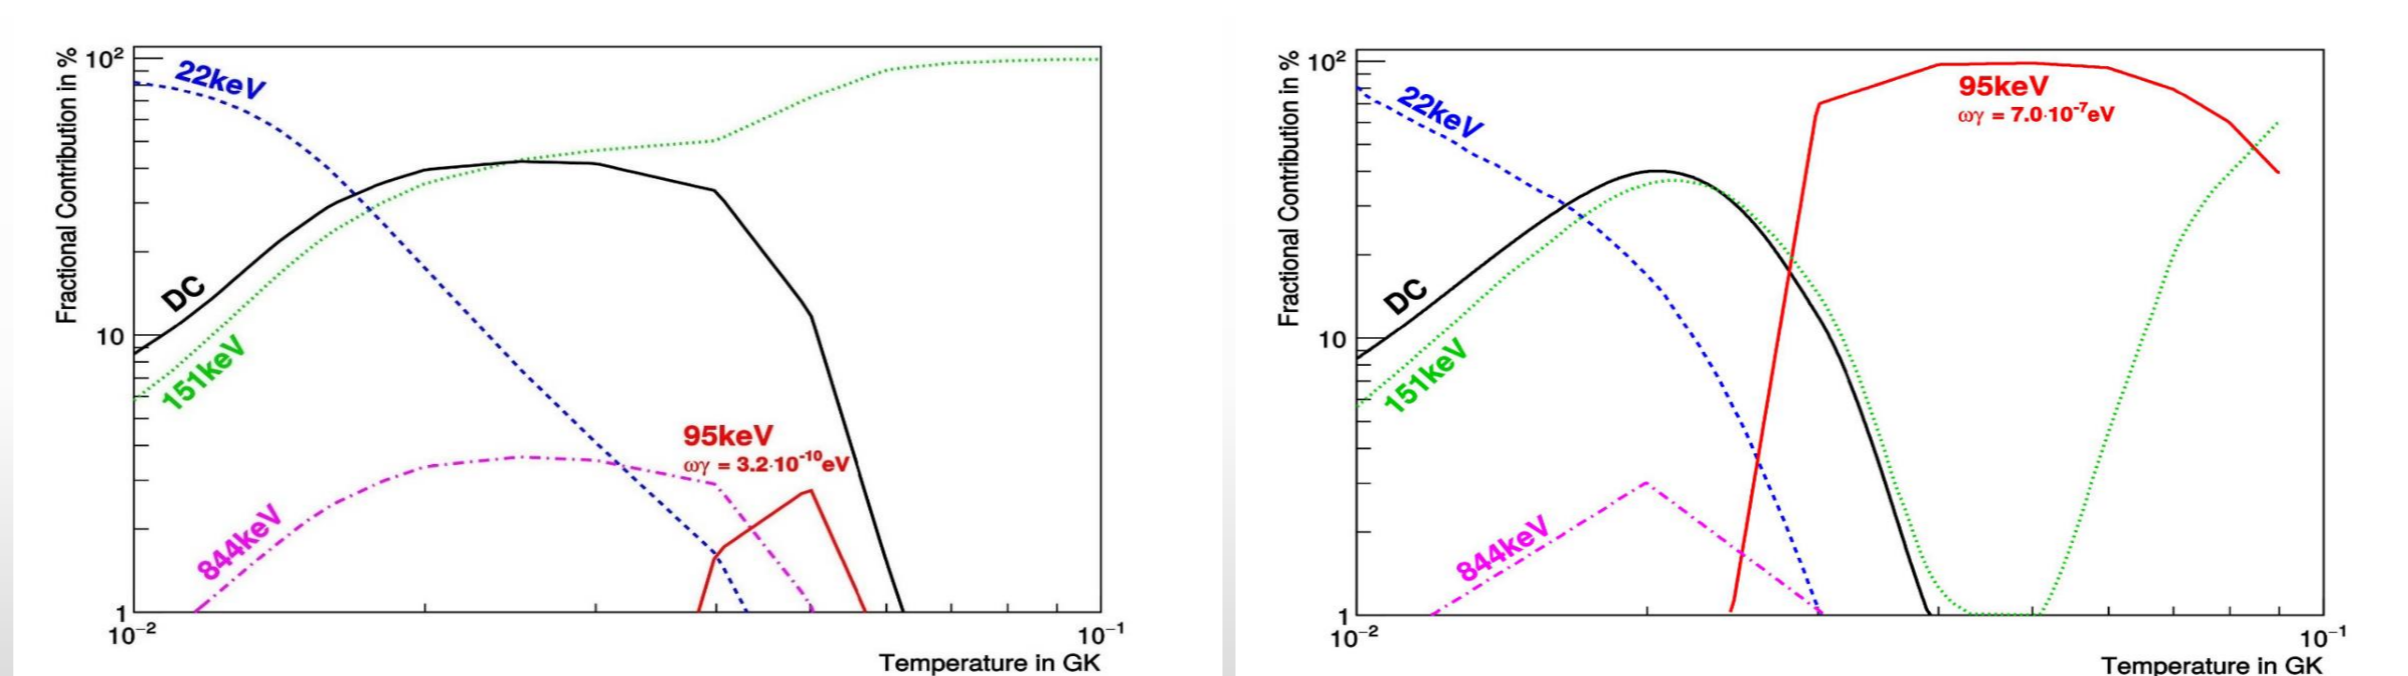 Fractional Contribution in %
10²
10
1
10⁻²
10⁻¹
Temperature in GK
22keV
DC
151keV
844keV
95keV
ωγ = 3.2·10⁻¹⁰eV
Fractional Contribution in %
10²
10
1
10⁻²
10⁻¹
Temperature in GK
22keV
DC
151keV
844keV
95keV
ωγ = 7.0·10⁻⁷eV